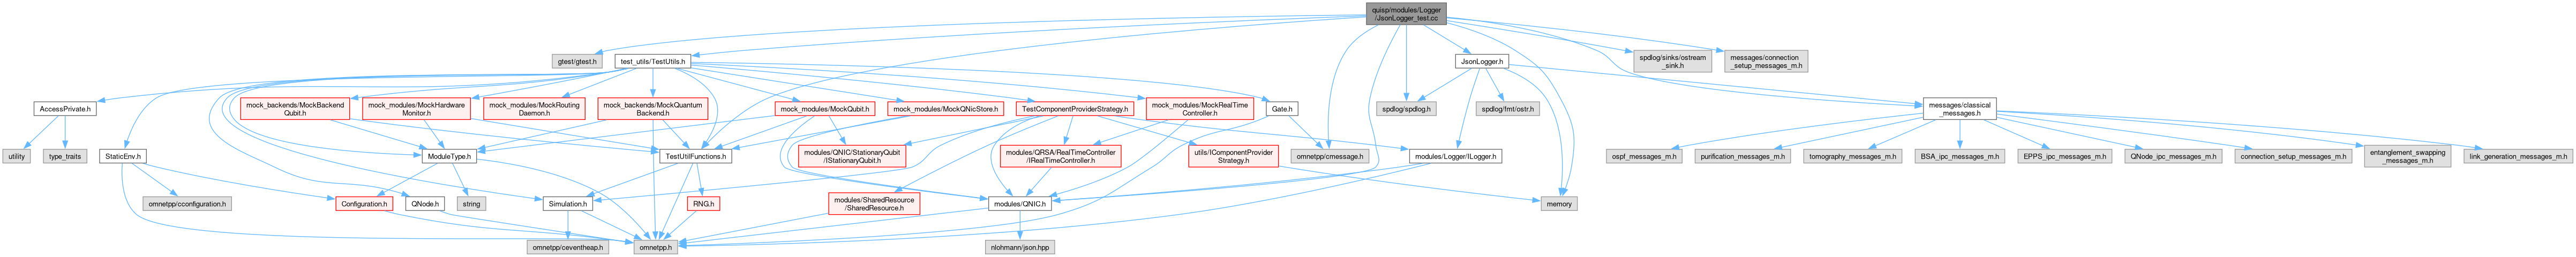 quisp/modules/Logger
/JsonLogger_test.cc
gtest/gtest.h
test_utils/TestUtils.h
JsonLogger.h
spdlog/sinks/ostream
_sink.h
messages/connection
_setup_messages_m.h
AccessPrivate.h
mock_backends/MockBackend
Qubit.h
mock_modules/MockHardware
Monitor.h
mock_modules/MockRouting
Daemon.h
mock_backends/MockQuantum
Backend.h
mock_modules/MockQubit.h
mock_modules/MockQNicStore.h
TestComponentProviderStrategy.h
mock_modules/MockRealTime
Controller.h
Gate.h
spdlog/spdlog.h
spdlog/fmt/ostr.h
messages/classical
_messages.h
utility
type_traits
StaticEnv.h
ModuleType.h
TestUtilFunctions.h
modules/QNIC/StationaryQubit
/IStationaryQubit.h
modules/QRSA/RealTimeController
/IRealTimeController.h
utils/IComponentProvider
Strategy.h
omnetpp/cmessage.h
modules/Logger/ILogger.h
ospf_messages_m.h
purification_messages_m.h
tomography_messages_m.h
BSA_ipc_messages_m.h
EPPS_ipc_messages_m.h
QNode_ipc_messages_m.h
connection_setup_messages_m.h
entanglement_swapping
_messages_m.h
link_generation_messages_m.h
omnetpp/cconfiguration.h
Configuration.h
QNode.h
string
Simulation.h
RNG.h
modules/SharedResource
/SharedResource.h
modules/QNIC.h
memory
omnetpp/ceventheap.h
omnetpp.h
nlohmann/json.hpp